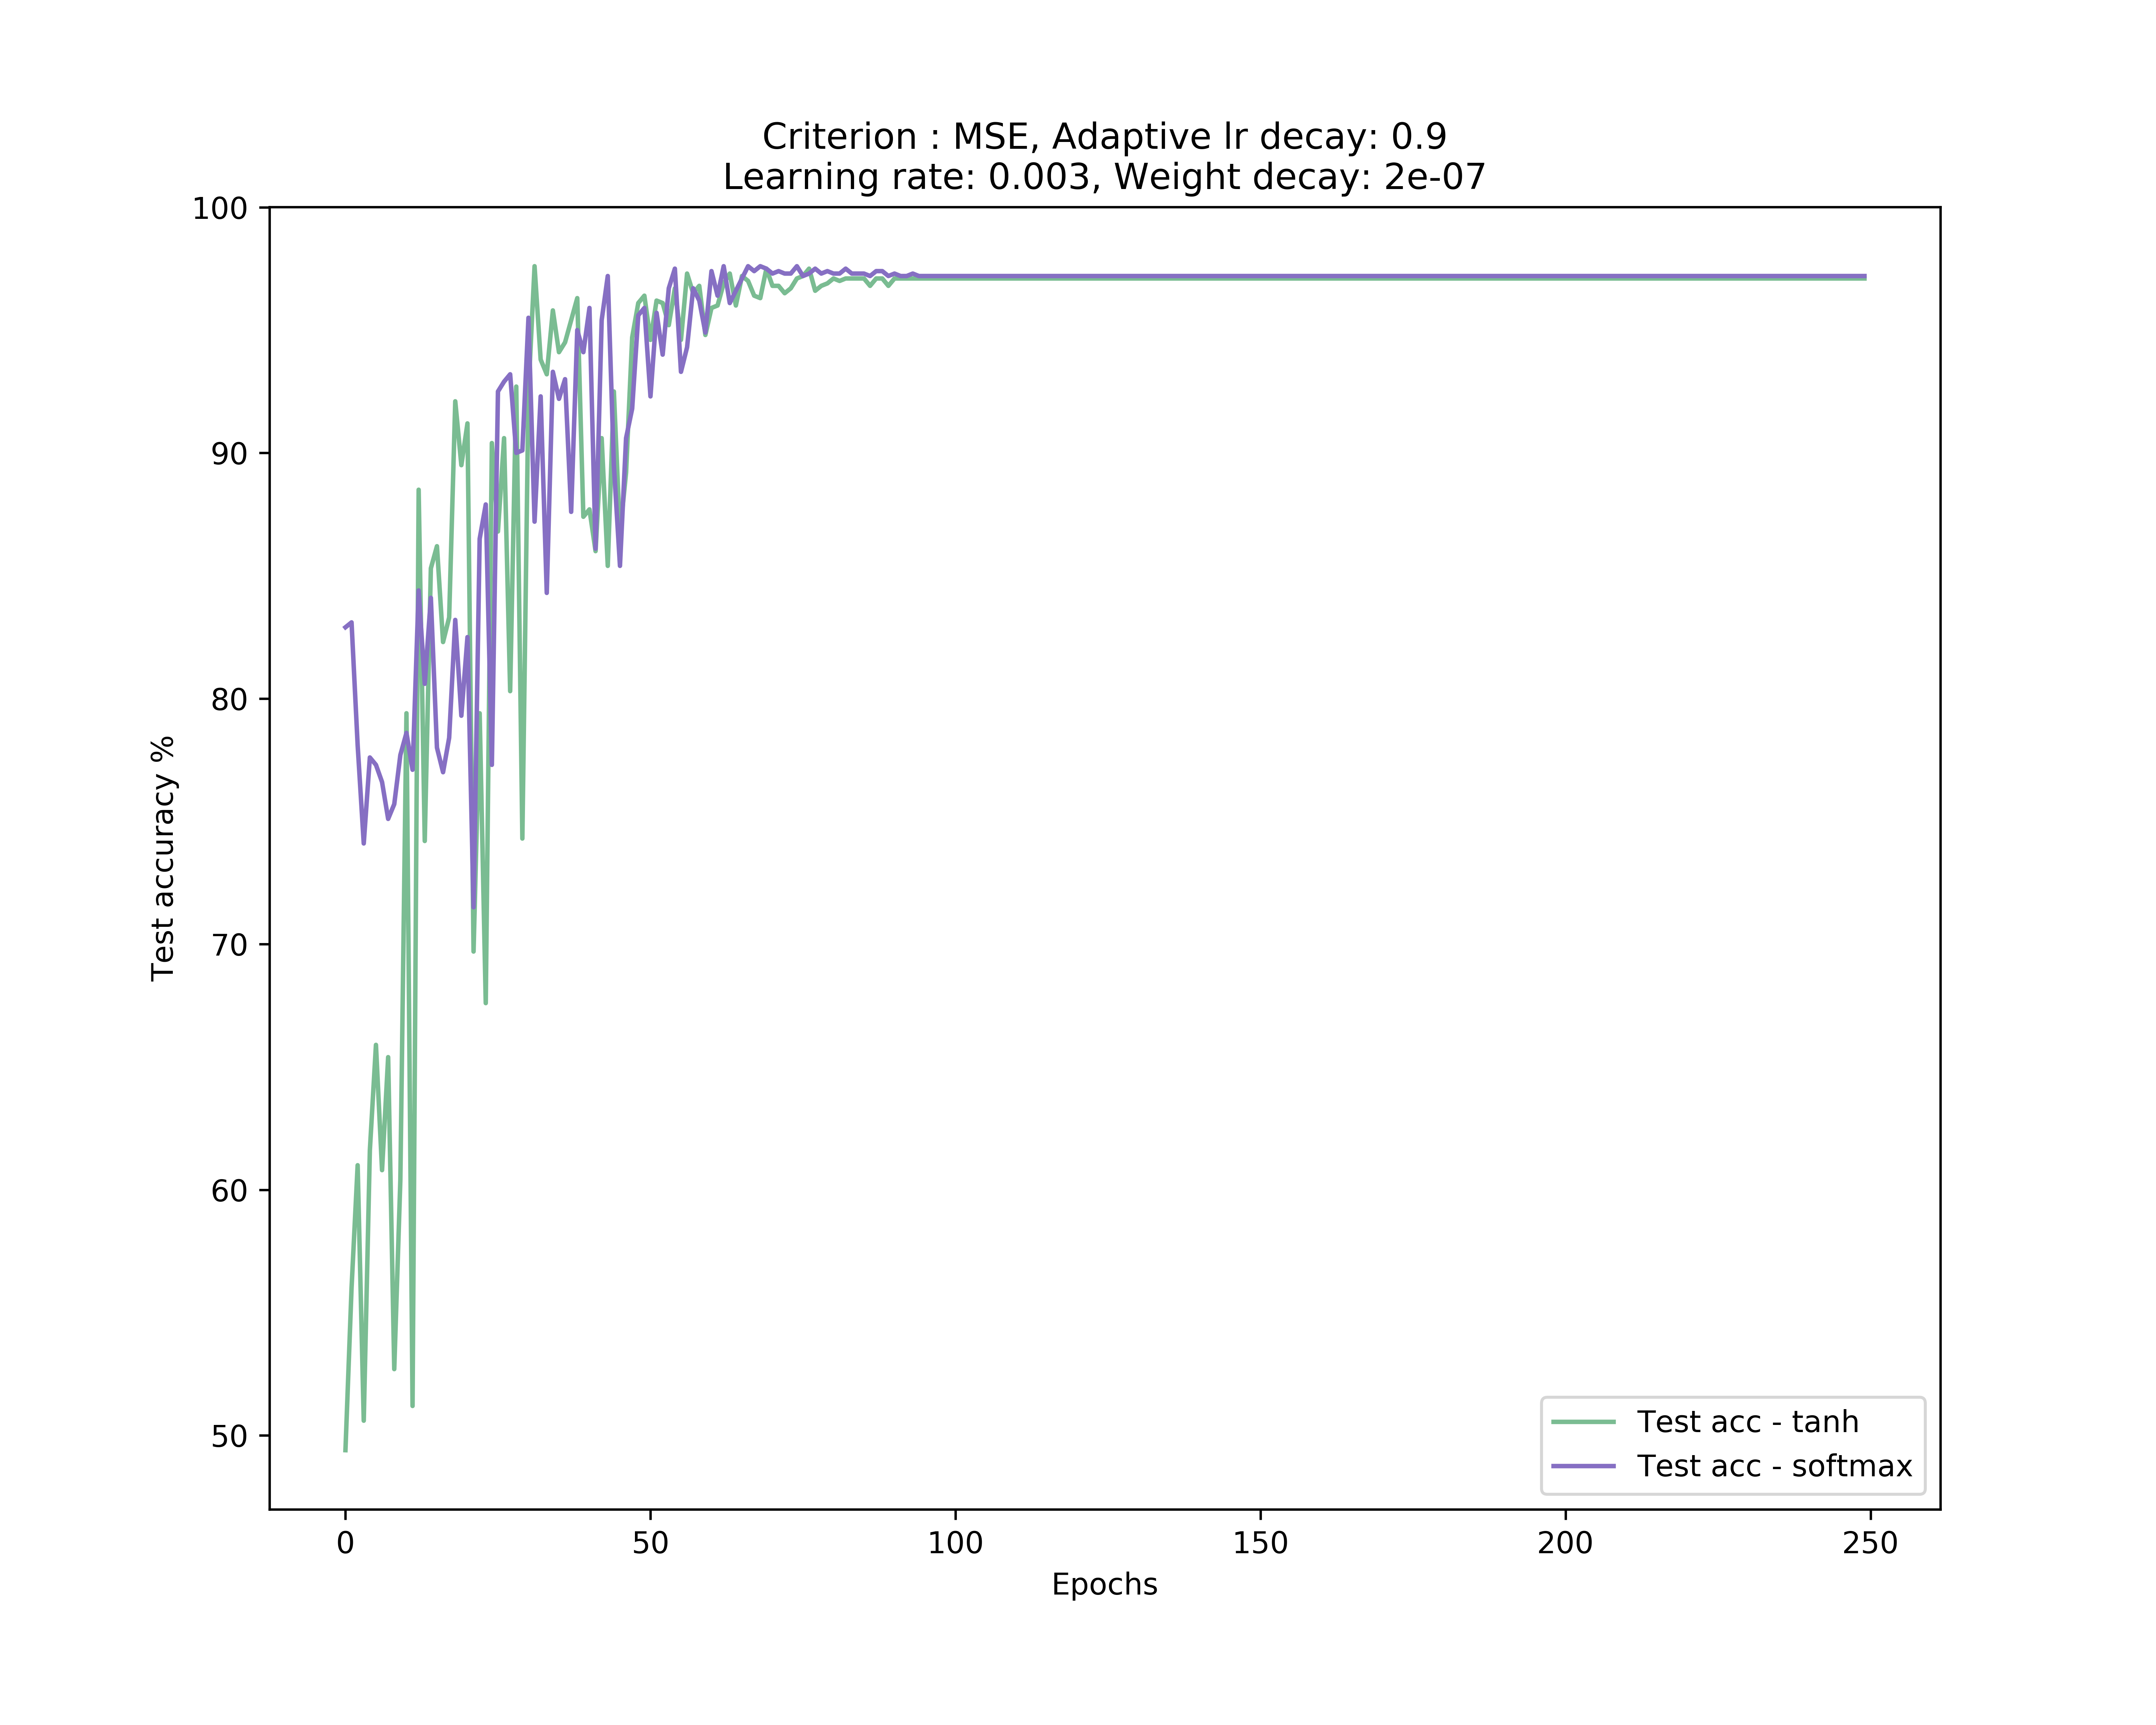 Criterion : MSE, Adaptive lr decay: 0.9
Learning rate: 0.003, Weight decay: 2e-07
100
90
80
70
60
50
Test accuracy %
0 50 100 150 200 250
Epochs
Test acc - tanh
Test acc - softmax